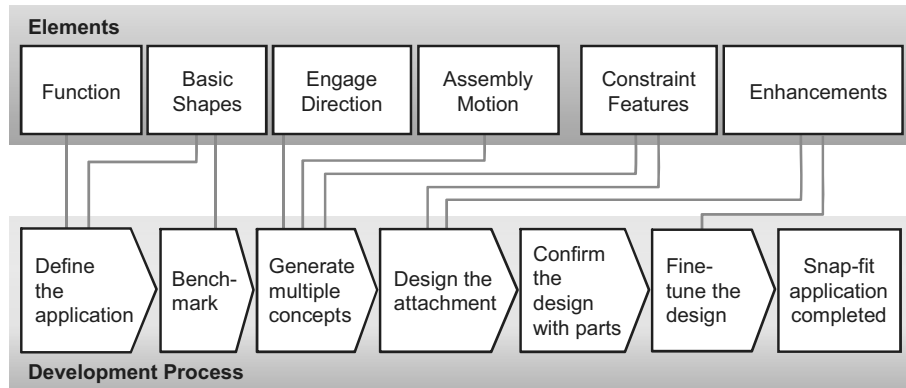 Elements
Function
Basic
Shapes
Engage
Direction
Assembly
Motion
Constraint
Features
Enhancements
Define
the
application
Bench-
mark
Generate
multiple
concepts
Design the
attachment
Confirm
the
design
with parts
Fine-
tune the
design
Snap-fit
application
completed
Development Process